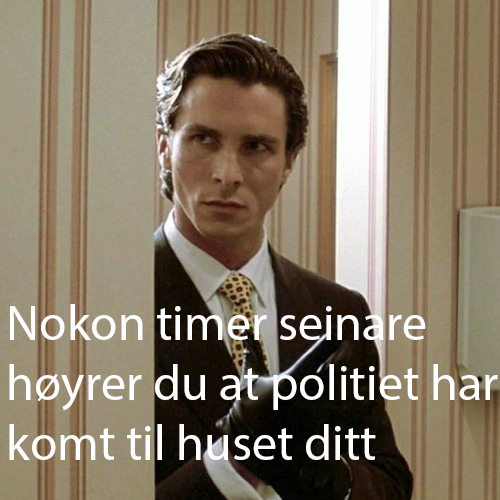 Nokon timer seinare
høyrer du at politiet har
komt til huset ditt